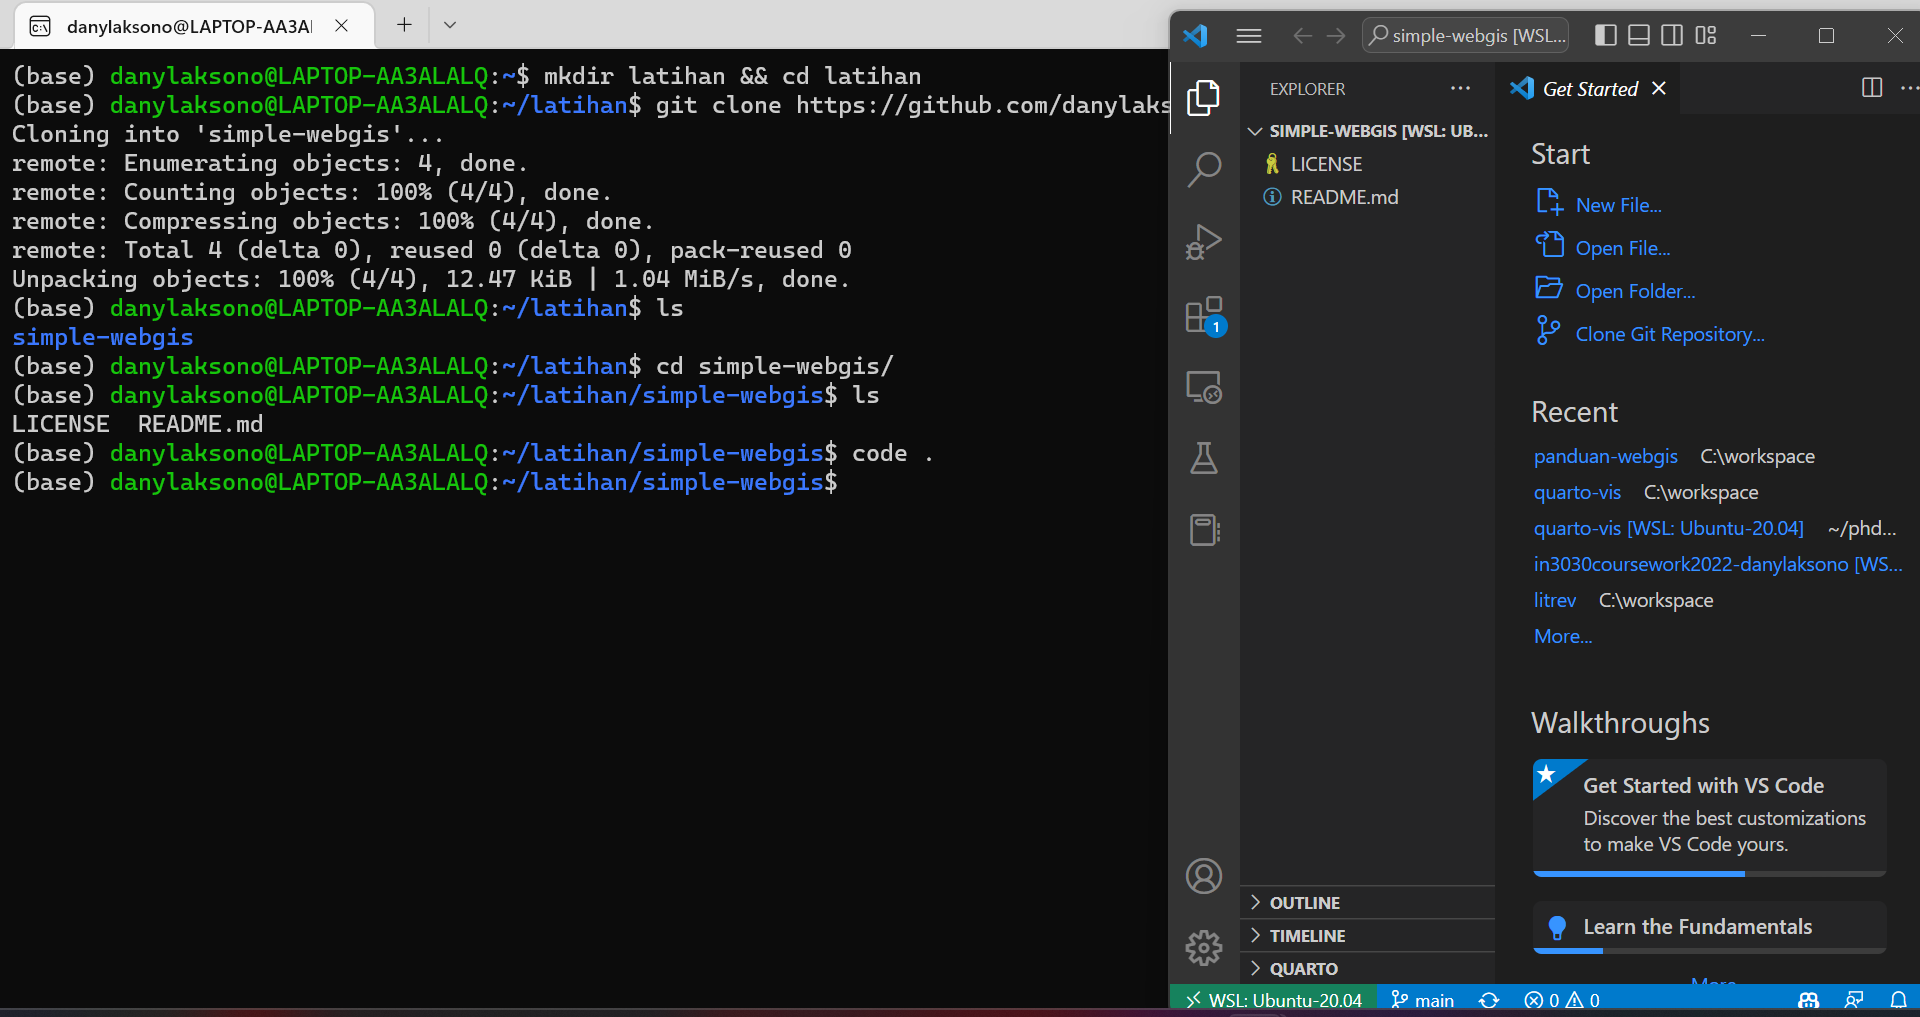 danylaksono@LAPTOP-AA3AL
(base) danylaksono@LAPTOP-AA3ALALQ:~$ mkdir latihan && cd latihan
(base) danylaksono@LAPTOP-AA3ALALQ:~/latihan$ git clone https://github.com/danylaks
Cloning into 'simple-webgis'...
remote: Enumerating objects: 4, done.
remote: Counting objects: 100% (4/4), done.
remote: Compressing objects: 100% (4/4), done.
remote: Total 4 (delta 0), reused 0 (delta 0), pack-reused 0
Unpacking objects: 100% (4/4), 12.47 KiB | 1.04 MiB/s, done.
(base) danylaksono@LAPTOP-AA3ALALQ:~/latihan$ ls
simple-webgis
(base) danylaksono@LAPTOP-AA3ALALQ:~/latihan$ cd simple-webgis/
(base) danylaksono@LAPTOP-AA3ALALQ:~/latihan/simple-webgis$ ls
LICENSE  README.md
(base) danylaksono@LAPTOP-AA3ALALQ:~/latihan/simple-webgis$ code .
(base) danylaksono@LAPTOP-AA3ALALQ:~/latihan/simple-webgis$
simple-webgis [WSL...
EXPLORER
SIMPLE-WEBGIS [WSL: UB...
LICENSE
README.md
1
OUTLINE
TIMELINE
QUARTO
Get Started
Start
New File...
Open File...
Open Folder...
Clone Git Repository...
Recent
panduan-webgis C:\workspace
quarto-vis C:\workspace
quarto-vis [WSL: Ubuntu-20.04] ~/phd...
in3030coursework2022-danylaksono [WS...
litrev C:\workspace
More...
Walkthroughs
Get Started with VS Code
Discover the best customizations
to make VS Code yours.
Learn the Fundamentals
More...
WSL: Ubuntu-20.04 main 0 0